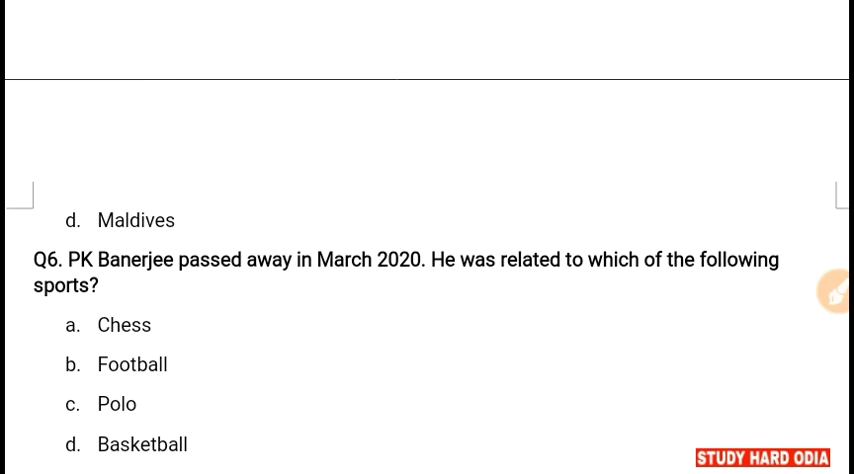 d. Maldives
Q6. PK Banerjee passed away in March 2020. He was related to which of the following
sports?
a. Chess
b. Football
c. Polo
d. Basketball
STUDY HARD ODIA